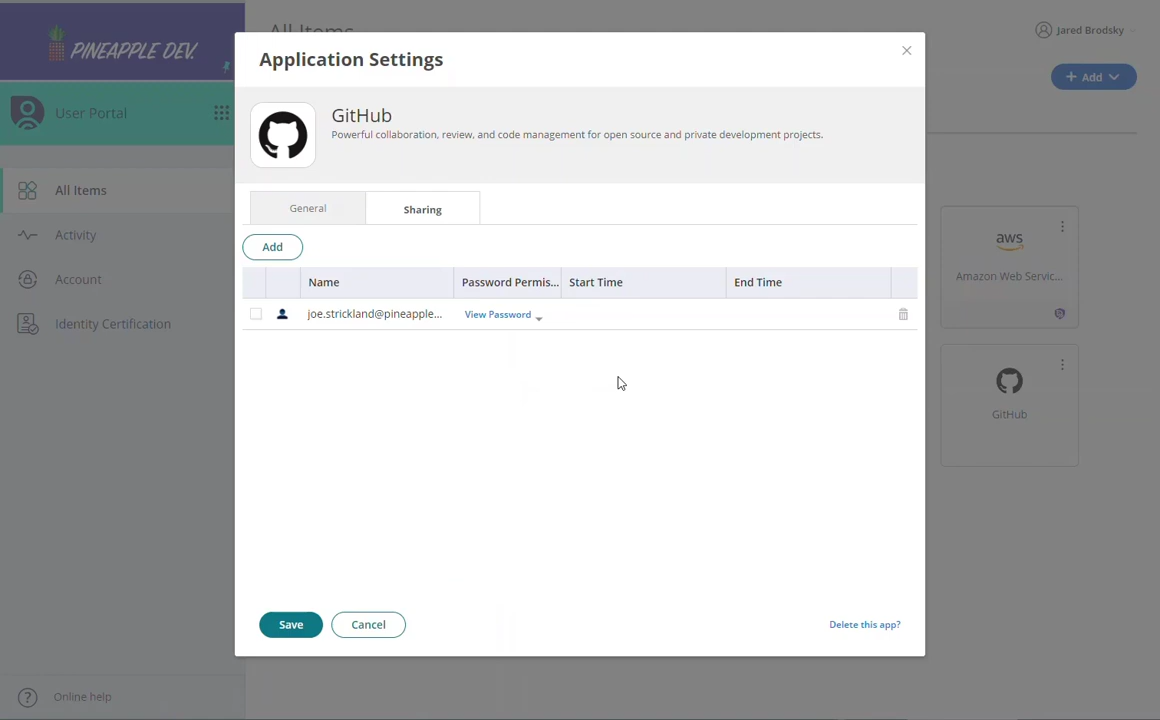 PINEAPPLE DEV.
All Items
Jared Brodsky
Add
User Portal
All Items
Activity
Account
Identity Certification
Online help
Application Settings
GitHub
Powerful collaboration, review, and code management for open source and private development projects.
General
Sharing
Add
Name
Password Permis...
Start Time
End Time
joe.strickland@pineapple...
View Password
Save
Cancel
Delete this app?
aws
Amazon Web Servic...
GitHub